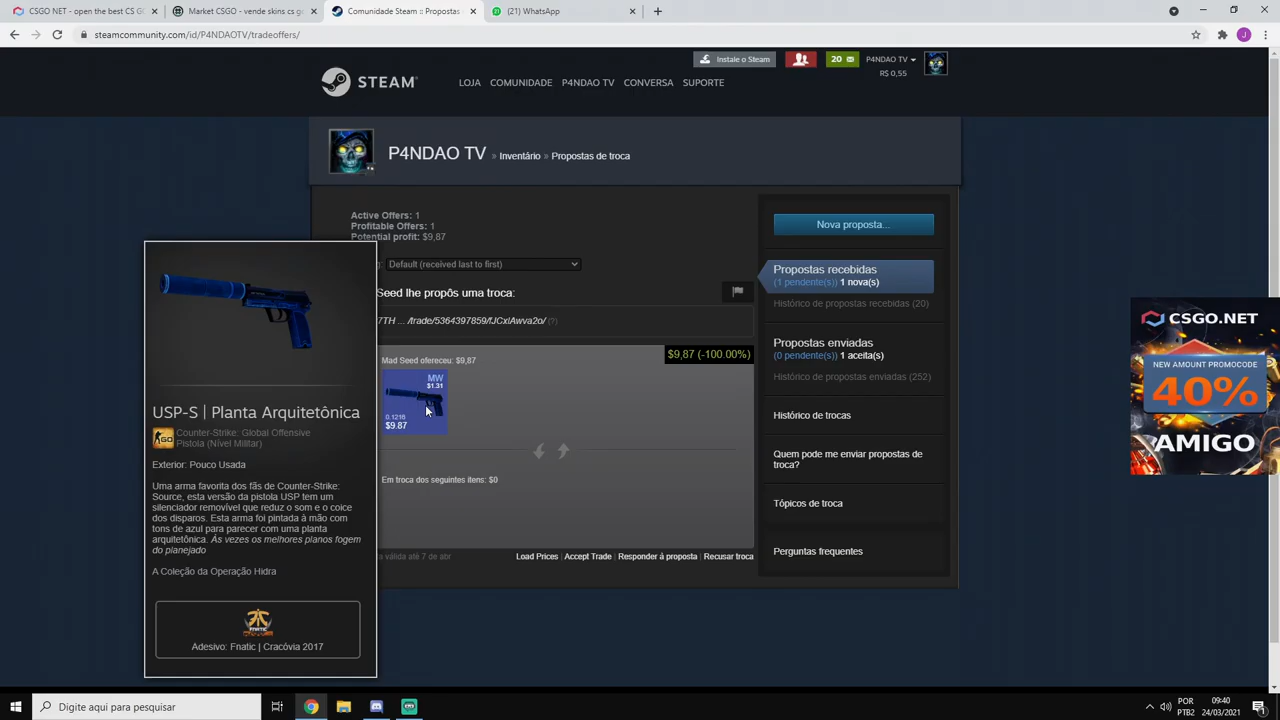 CSGO NET - open the best CS G
Market CSGO - vende skins cs go
Comunidade Steam :: Propostas
(21) WhatsApp
steamcommunity.com/id/P4NDAOTV/tradeoffers/
Instale o Steam
20
P4NDAO TV
R$ 0,55
STEAM
LOJA COMUNIDADE P4NDAO TV CONVERSA SUPORTE
P4NDAO TV » Inventário » Propostas de troca
Active Offers: 1
Profitable Offers: 1
Potential profit: $9,87
Default (received last to first)
Seed lhe propôs uma troca:
7TH ... /trade/5364397859/fJCxlAwva2o/ (?)
$9,87 (-100.00%)
Mad Seed ofereceu: $9,87
MW
$1.31
0.1216
$9.87
Em troca dos seguintes itens: $0
a válida até 7 de abr
Load Prices | Accept Trade | Responder á proposta | Recusar troca
Nova proposta...
Propostas recebidas
(1 pendente(s)) 1 nova(s)
Histórico de propostas recebidas (20)
Propostas enviadas
(0 pendente(s)) 1 aceita(s)
Histórico de propostas enviadas (252)
Histórico de trocas
Quem pode me enviar propostas de
troca?
Tópicos de troca
Perguntas frequentes
USP-S | Planta Arquitetônica
Counter-Strike: Global Offensive
Pistola (Nível Militar)
Exterior: Pouco Usada
Uma arma favorita dos fãs de Counter-Strike:
Source, esta versão da pistola USP tem um
silenciador removível que reduz o som e o coice
dos disparos. Esta arma foi pintada à mão com
tons de azul para parecer com uma planta
arquitetônica. Às vezes os melhores planos fogem
do planejado
A Coleção da Operação Hidra
FNATIC
Adesivo: Fnatic | Cracóvia 2017
CSGO.NET
NEW AMOUNT PROMOCODE
40%
AMIGO
Digite aqui para pesquisar
POR
PTB2
09:40
24/03/2021